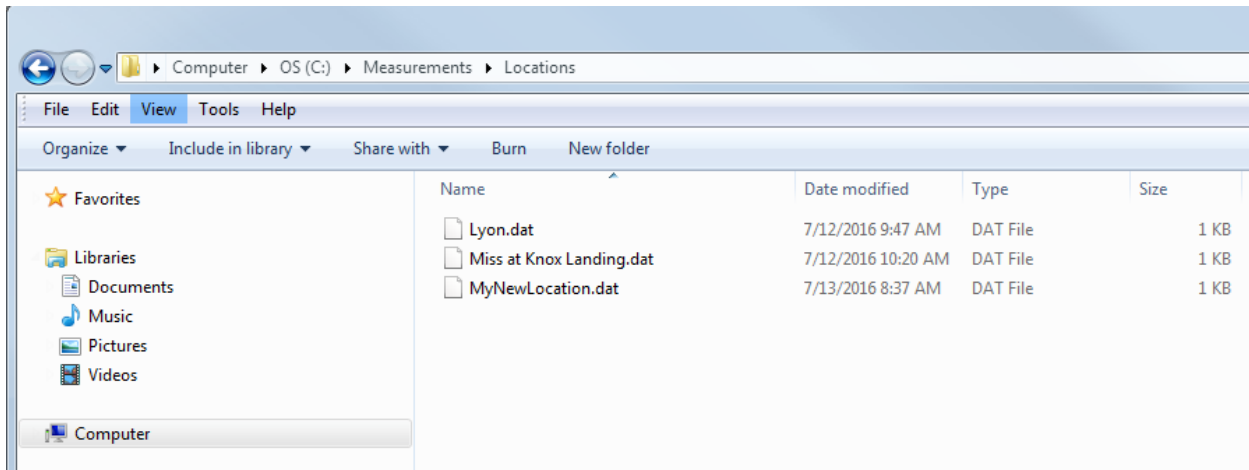 Computer OS (C:) Measurements Locations
File Edit View Tools Help
Organize Include in library Share with Burn New folder
Favorites
Libraries
Documents
Music
Pictures
Videos
Computer
Name Date modified Type Size
Lyon.dat 7/12/2016 9:47 AM DAT File 1 KB
Miss at Knox Landing.dat 7/12/2016 10:20 AM DAT File 1 KB
MyNewLocation.dat 7/13/2016 8:37 AM DAT File 1 KB